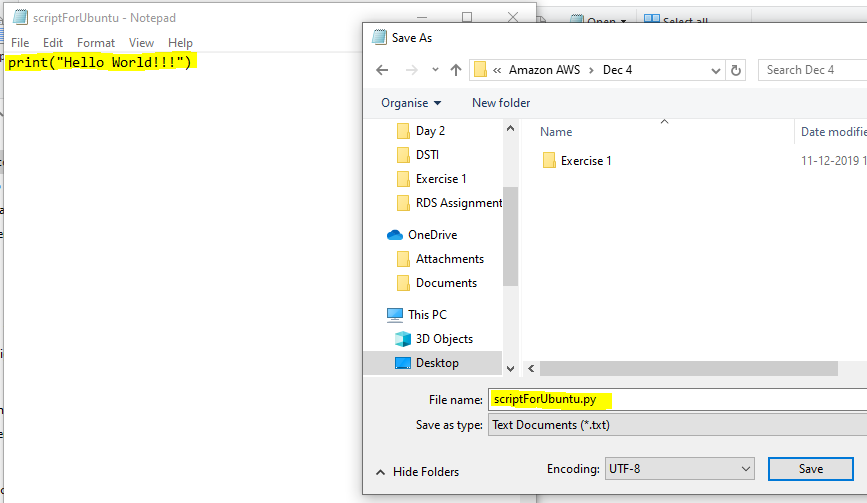 scriptForUbuntu - Notepad
File Edit Format View Help
print("Hello World!!!")
Open Select all
Save As
« Amazon AWS › Dec 4
Search Dec 4
Organise New folder
Day 2
DSTI
Exercise 1
RDS Assignment
OneDrive
Attachments
Documents
This PC
3D Objects
Desktop
Name Date modifie
Exercise 1 11-12-2019 1
File name: scriptForUbuntu.py
Save as type: Text Documents (*.txt)
Hide Folders Encoding: UTF-8 Save